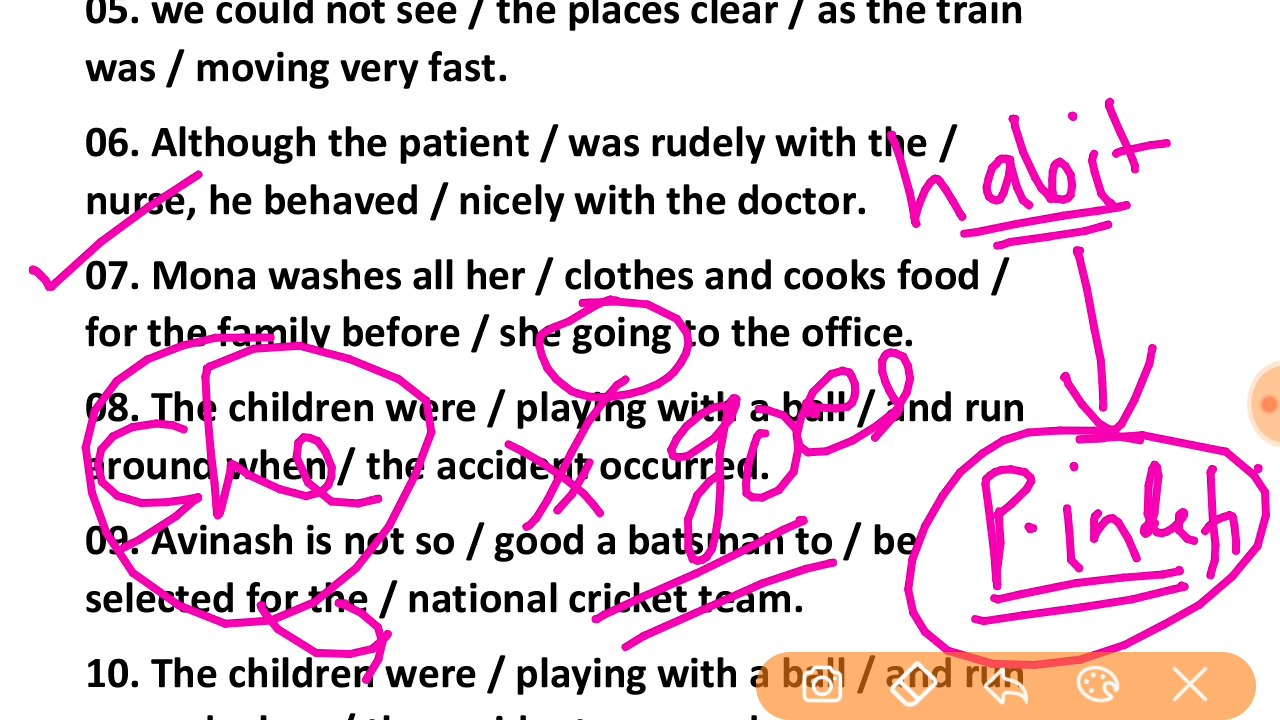 05. we could not see / the places clear / as the train
was / moving very fast.
06. Although the patient / was rudely with the /
nurse, he behaved / nicely with the doctor.
habit
07. Mona washes all her / clothes and cooks food /
for the family before / she going to the office.
08. The children were / playing with a ball / and run
around when / the accident occurred.
She
goes
P. indefi
09. Avinash is not so / good a batsman to / be
selected for the / national cricket team.
10. The children were / playing with a ball / and run